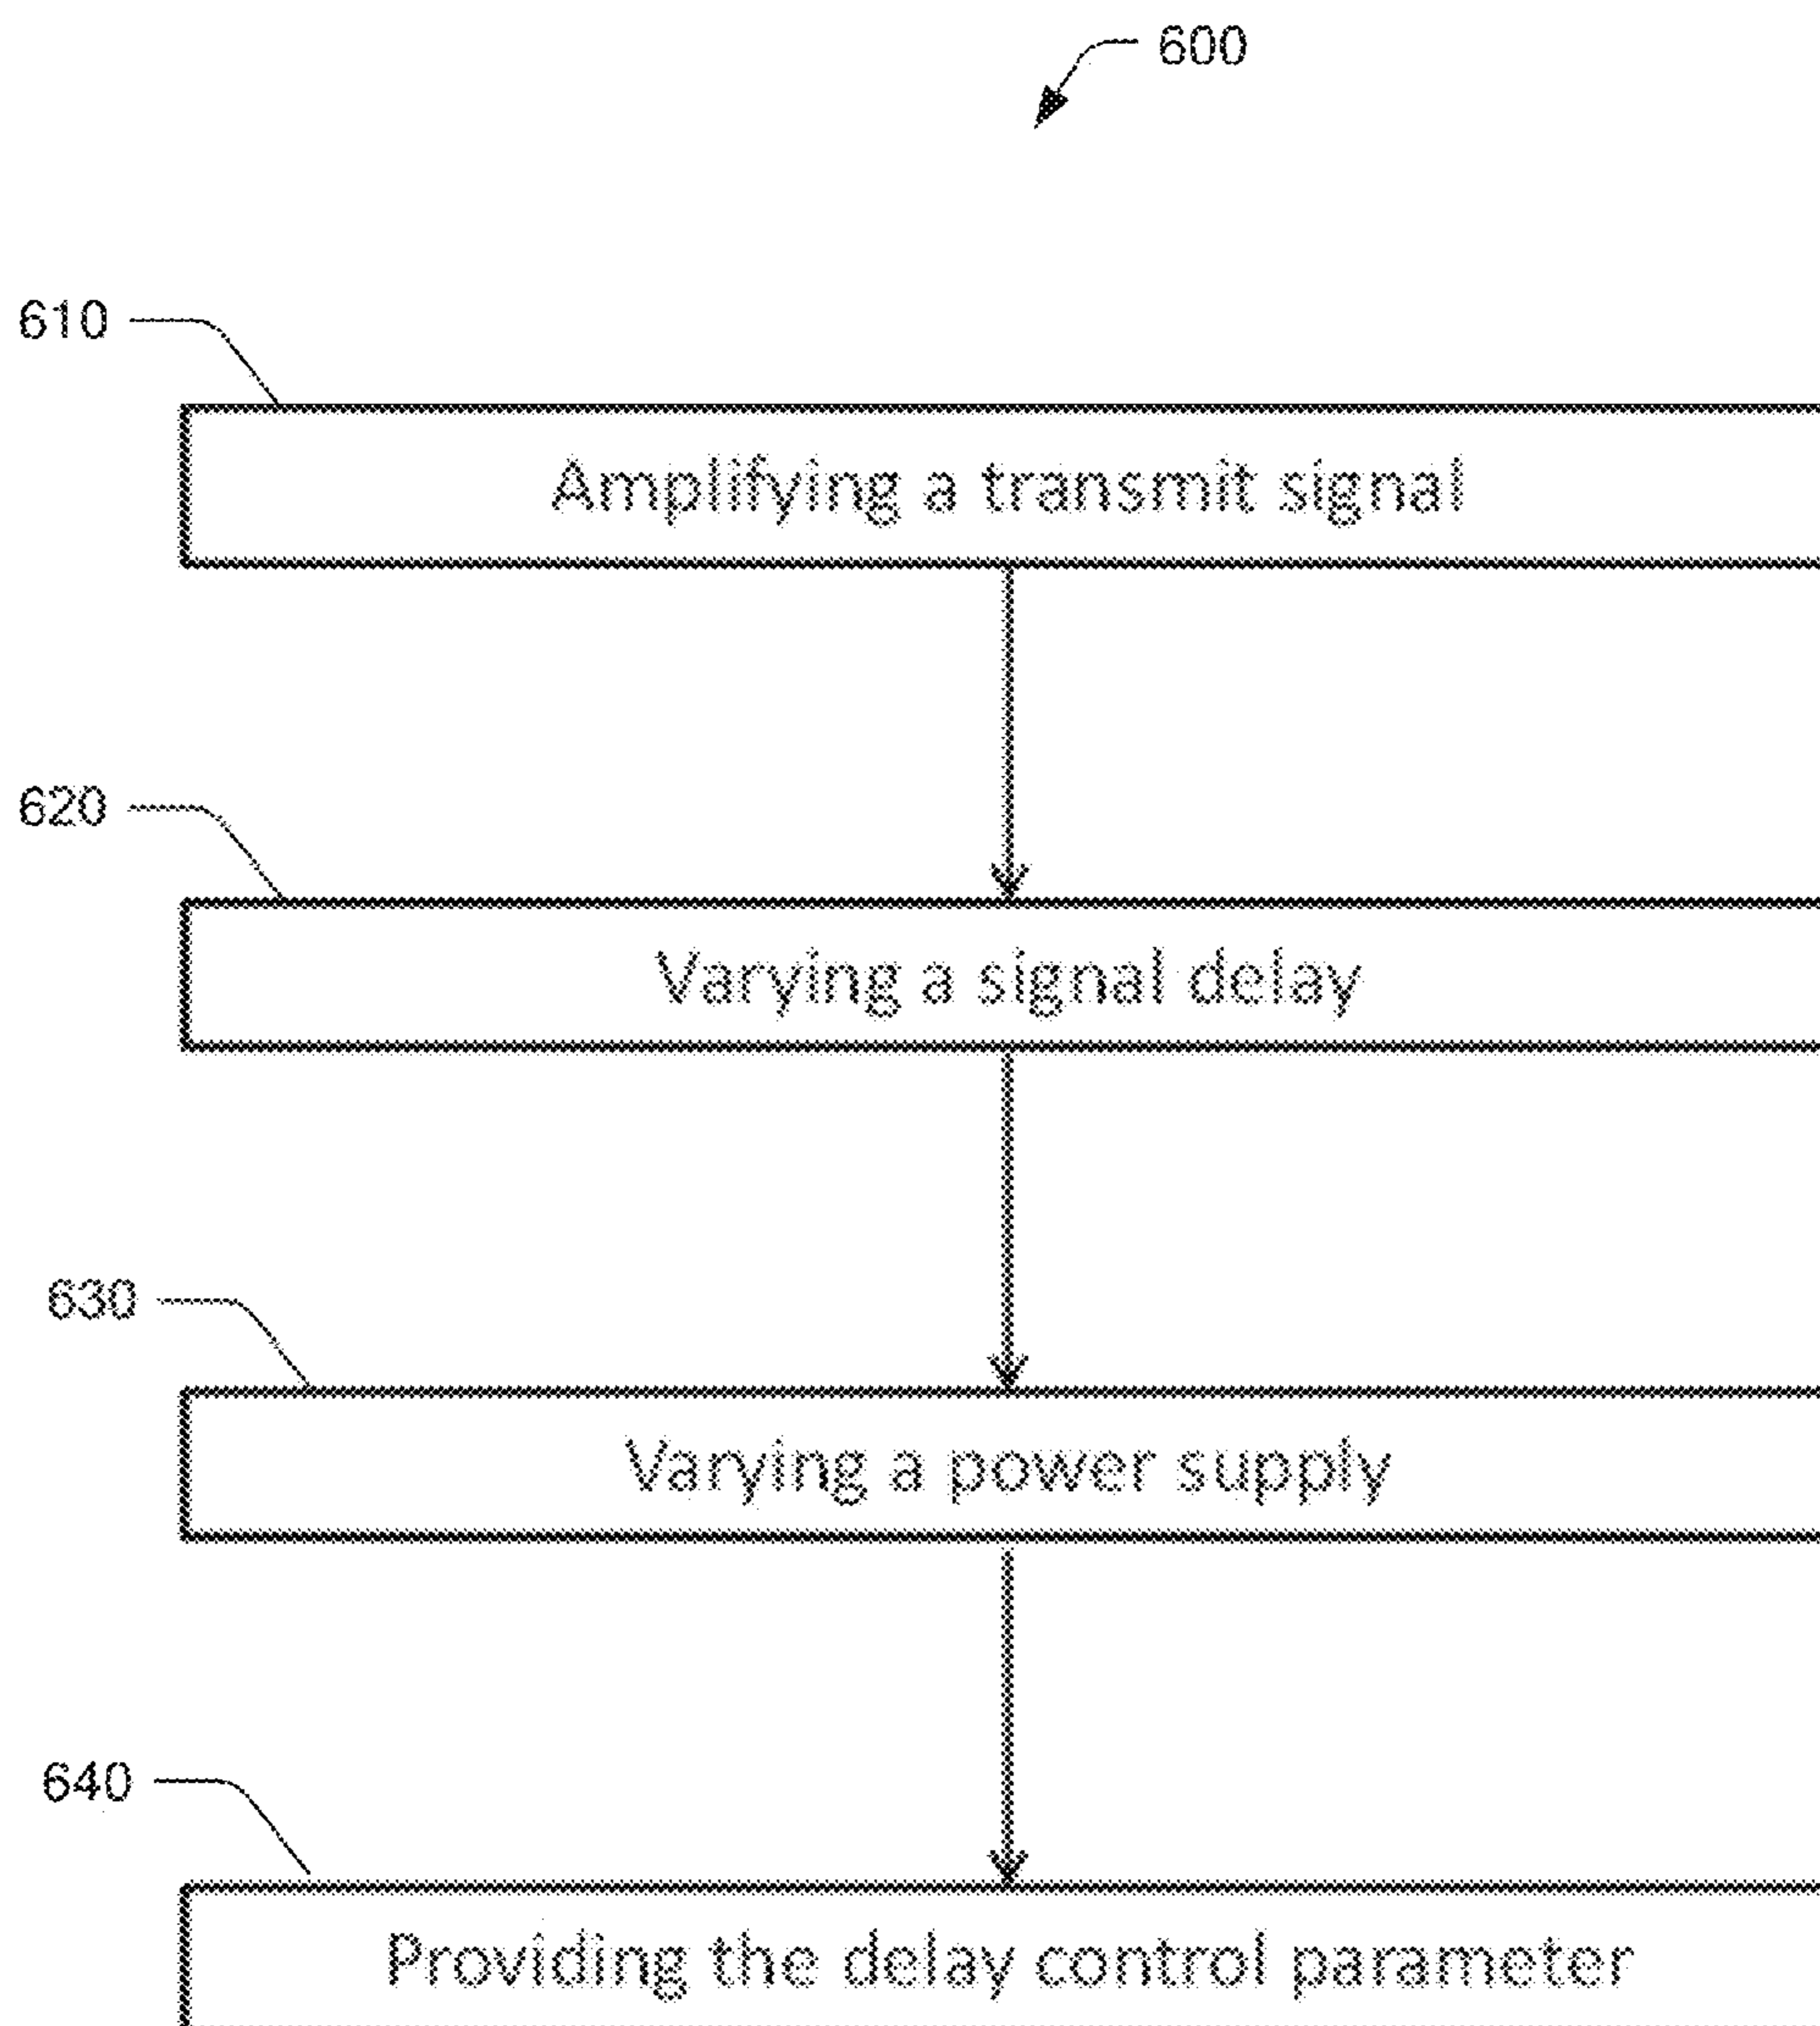 600
610
Amplifying a transmit signal
620
Varying a signal delay
630
Varying a power supply
640
Providing the delay control parameter